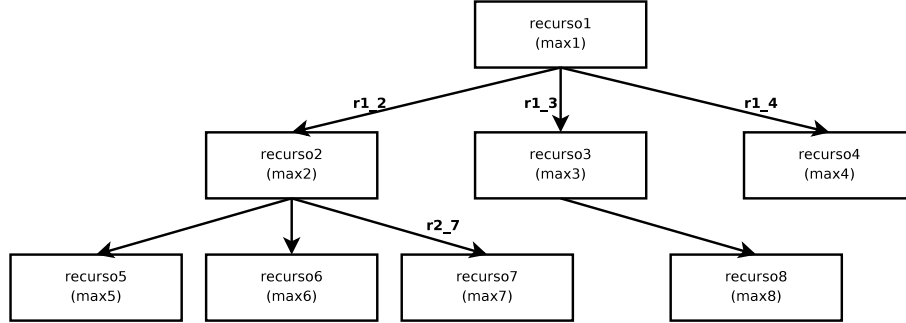 recurso1
(max1)
r1_2
r1_3
r1_4
recurso2
(max2)
recurso3
(max3)
recurso4
(max4)
r2_7
recurso5
(max5)
recurso6
(max6)
recurso7
(max7)
recurso8
(max8)